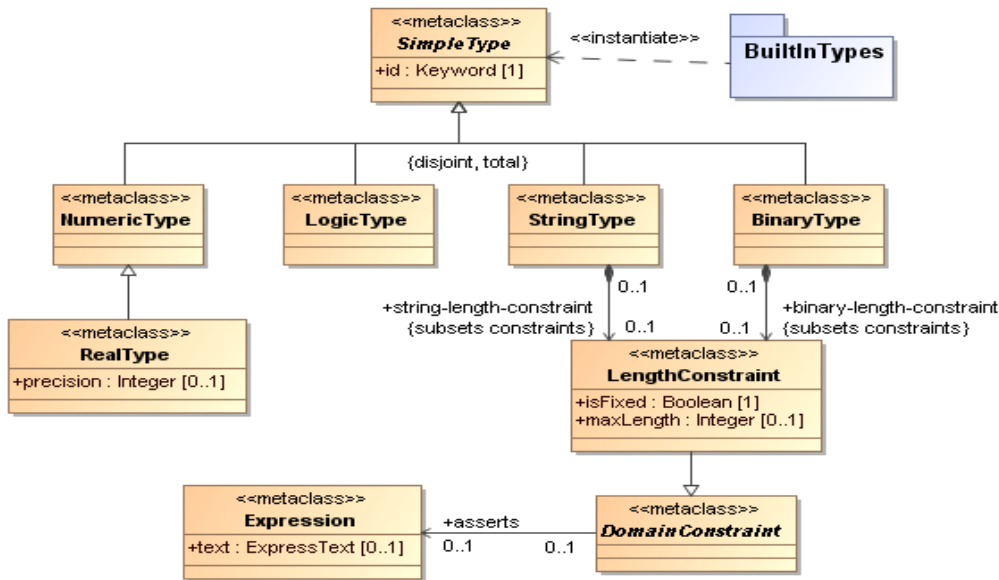 <<metaclass>>
SimpleType
+id : Keyword [1]
<<instantiate>>
BuiltInTypes
{disjoint, total}
<<metaclass>>
NumericType
<<metaclass>>
LogicType
<<metaclass>>
StringType
<<metaclass>>
BinaryType
0..1
0..1
+string-length-constraint
{subsets constraints}
0..1
+binary-length-constraint
{subsets constraints}
0..1
<<metaclass>>
RealType
+precision : Integer [0..1]
<<metaclass>>
LengthConstraint
+isFixed : Boolean [1]
+maxLength : Integer [0..1]
<<metaclass>>
Expression
+text : ExpressText [0..1]
+asserts
0..1
0..1
<<metaclass>>
DomainConstraint